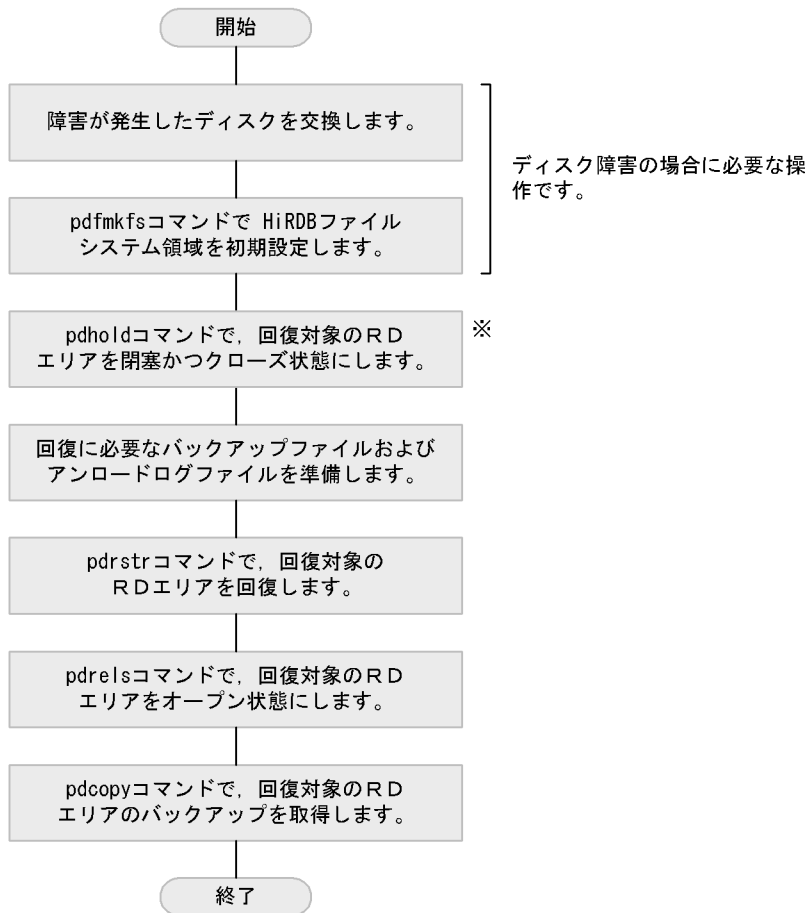 開始
障害が発生したディスクを交換します。
ディスク障害の場合に必要な操
作です。
pdfmkfsコマンドで HiRDBファイル
システム領域を初期設定します。
pdholdコマンドで，回復対象のＲＤ
エリアを閉塞かつクローズ状態にします。
※
回復に必要なバックアップファイルおよび
アンロードログファイルを準備します。
pdrstrコマンドで，回復対象の
ＲＤエリアを回復します。
pdrelsコマンドで，回復対象のＲＤ
エリアをオープン状態にします。
pdcopyコマンドで，回復対象のＲＤ
エリアのバックアップを取得します。
終了